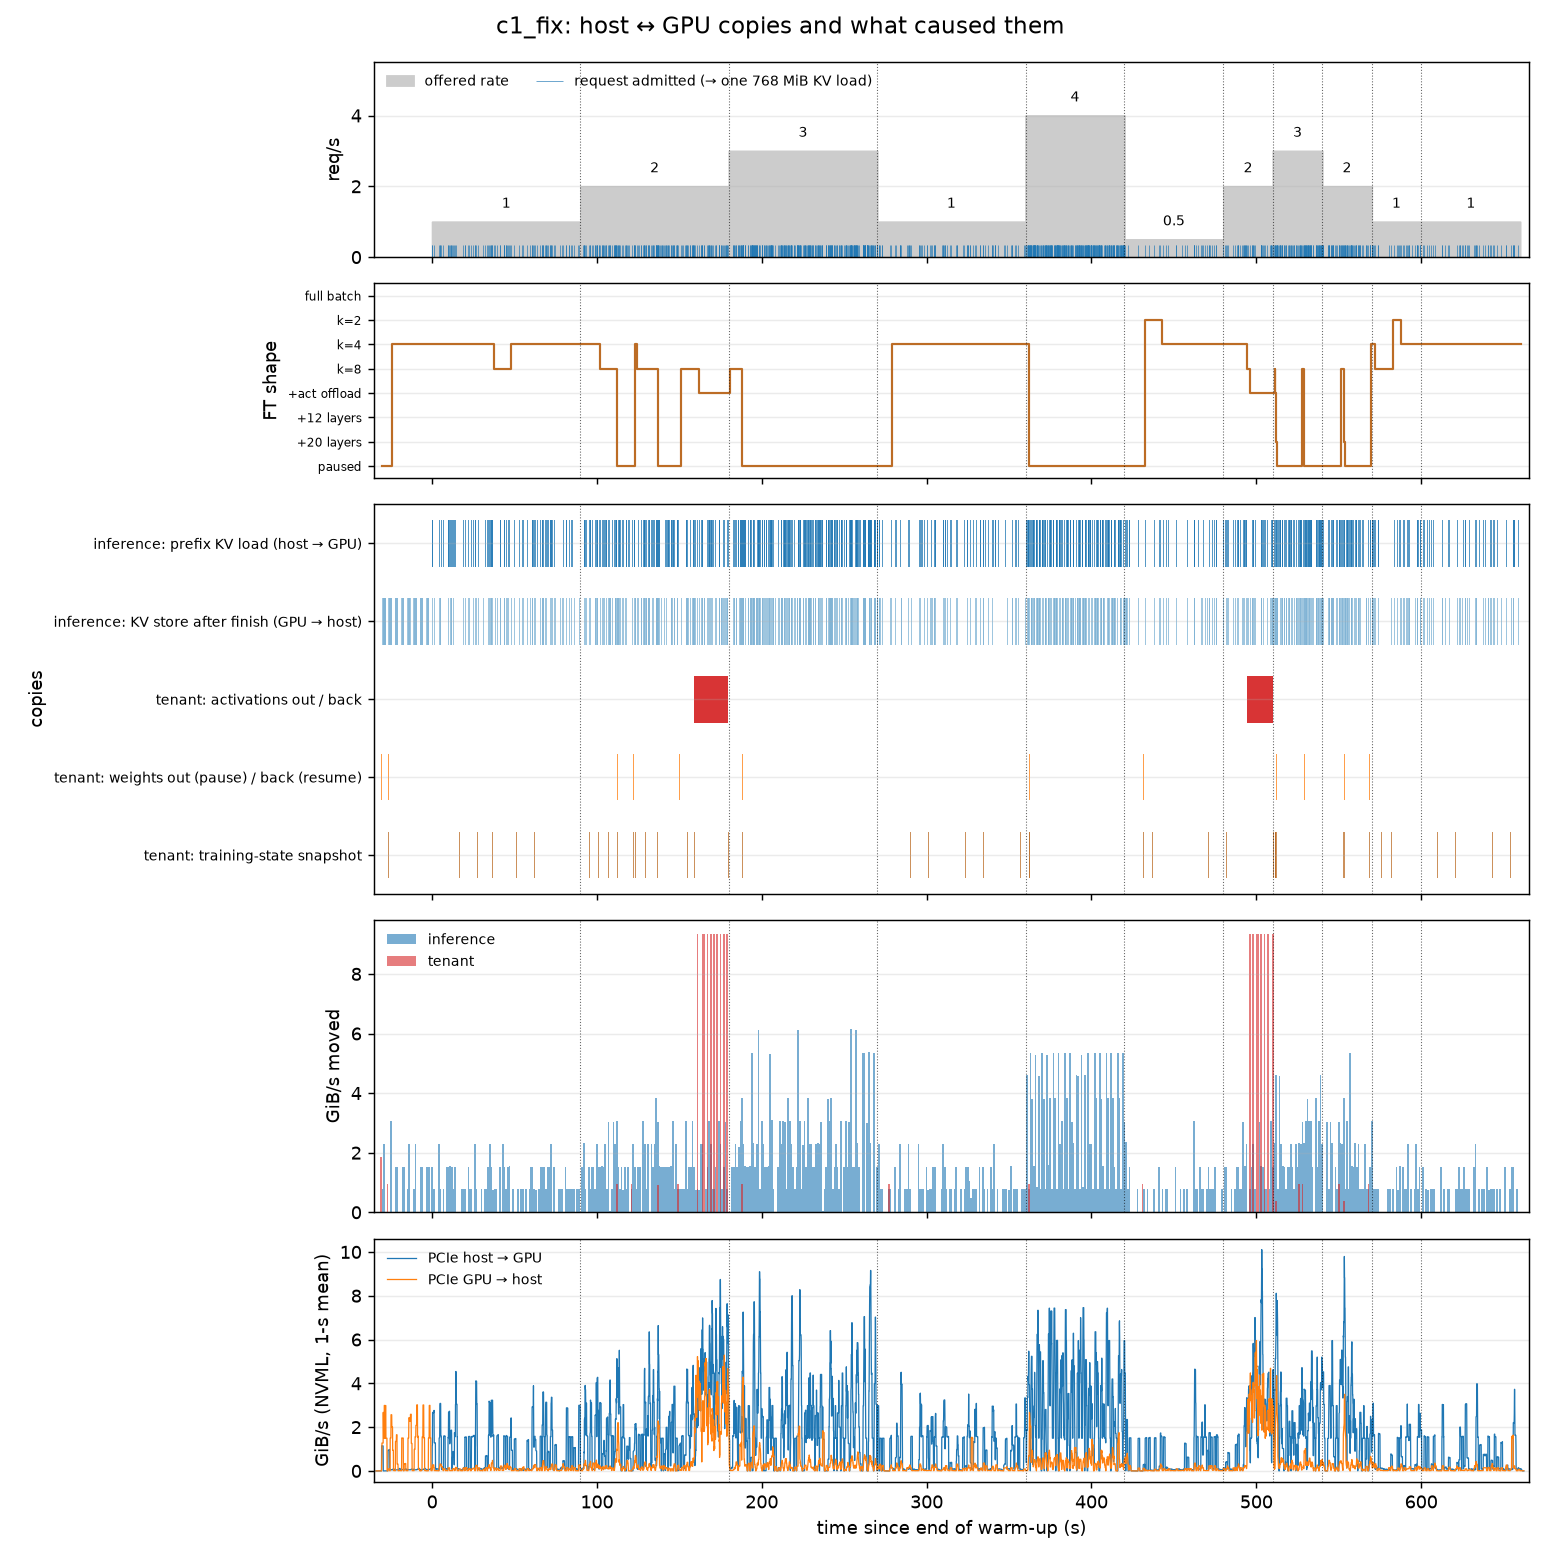 c1_fix: host ↔ GPU copies and what caused them
offered rate
request admitted (→ one 768 MiB KV load)
req/s
4
2
0
1
2
3
1
4
0.5
2
3
2
1
1
FT shape
full batch
k=2
k=4
k=8
+act offload
+12 layers
+20 layers
paused
copies
inference: prefix KV load (host → GPU)
inference: KV store after finish (GPU → host)
tenant: activations out / back
tenant: weights out (pause) / back (resume)
tenant: training-state snapshot
GiB/s moved
inference
tenant
8
6
4
2
0
GiB/s (NVML, 1-s mean)
PCIe host → GPU
PCIe GPU → host
10
8
6
4
2
0
0 100 200 300 400 500 600
time since end of warm-up (s)